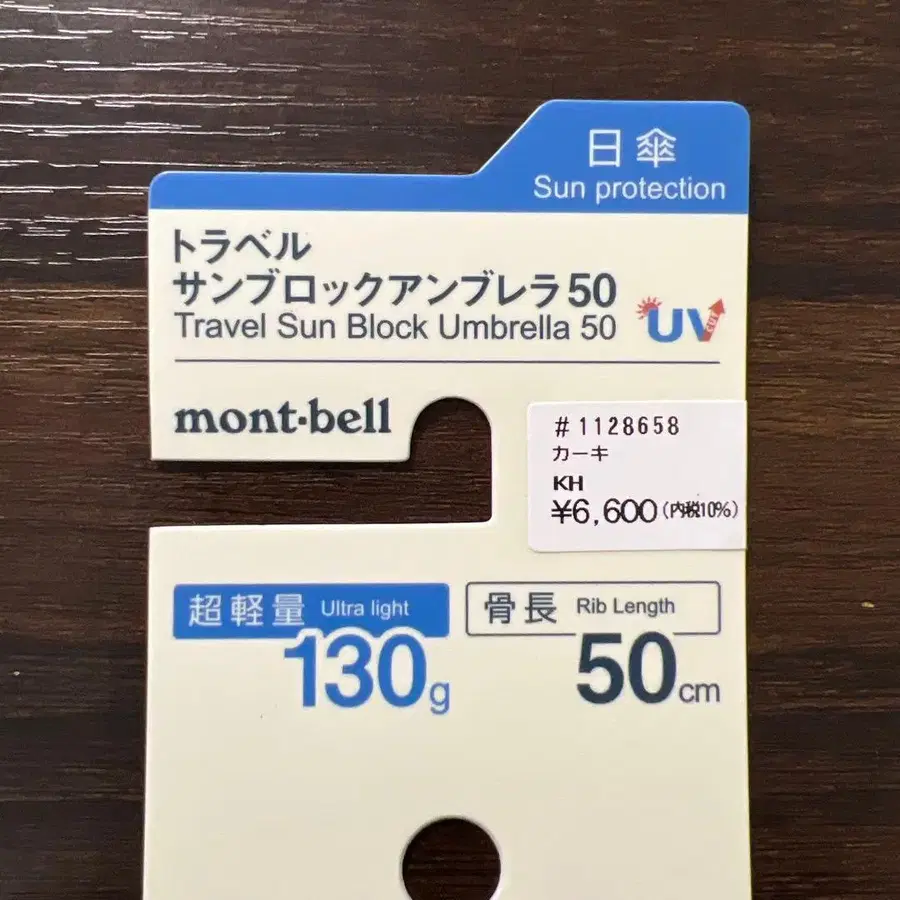 日傘
Sun protection
トラベル
サンブロックアンブレラ50
Travel Sun Block Umbrella 50
UV CUT
mont-bell
#1128658
カーキ
KH
¥6,600(内税10%)
超軽量 Ultra light
130g
骨長 Rib Length
50cm